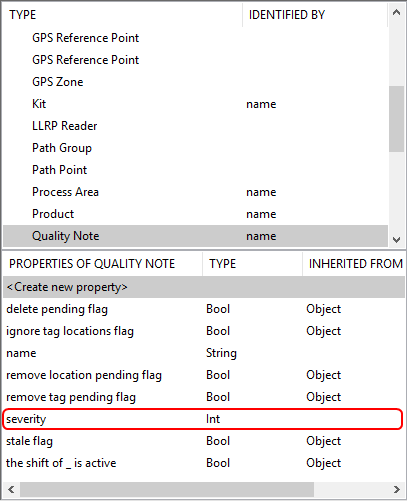 TYPE IDENTIFIED BY
GPS Reference Point
GPS Reference Point
GPS Zone
Kit name
LLRP Reader
Path Group
Path Point
Process Area name
Product name
Quality Note name
PROPERTIES OF QUALITY NOTE TYPE INHERITED FROM
<Create new property>
delete pending flag Bool Object
ignore tag locations flag Bool Object
name String
remove location pending flag Bool Object
remove tag pending flag Bool Object
severity Int
stale flag Bool Object
the shift of _ is active Bool Object